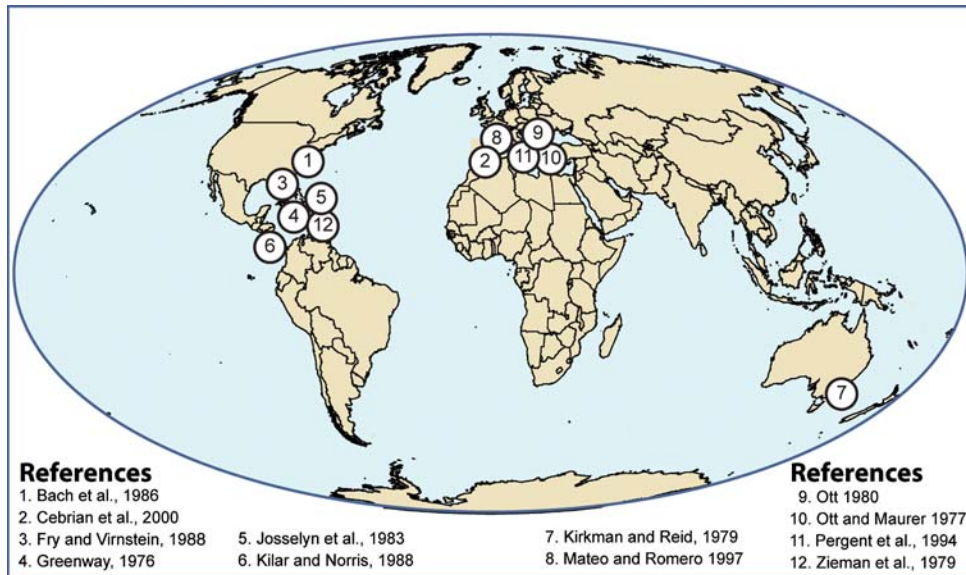 1
2
3
4
5
6
7
8
9
10
11
12
References
1. Bach et al., 1986
2. Cebrian et al., 2000
3. Fry and Virnstein, 1988
4. Greenway, 1976
5. Josselyn et al., 1983
6. Kilar and Norris, 1988
7. Kirkman and Reid, 1979
8. Mateo and Romero 1997
References
9. Ott 1980
10. Ott and Maurer 1977
11. Pergent et al., 1994
12. Zieman et al., 1979